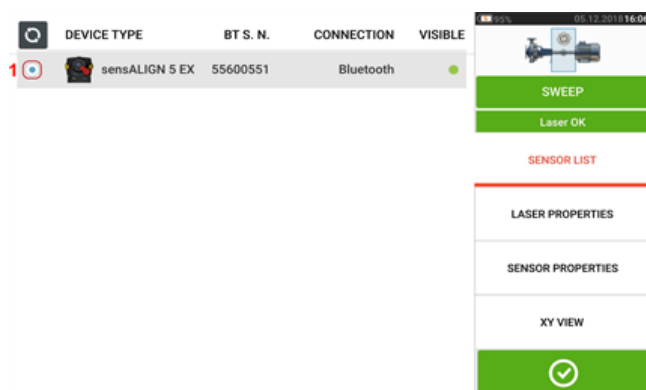 95% 05.12.2018 16:06
DEVICE TYPE BT S. N. CONNECTION VISIBLE
1 sensALIGN 5 EX 55600551 Bluetooth
SWEEP
Laser OK
SENSOR LIST
LASER PROPERTIES
SENSOR PROPERTIES
XY VIEW